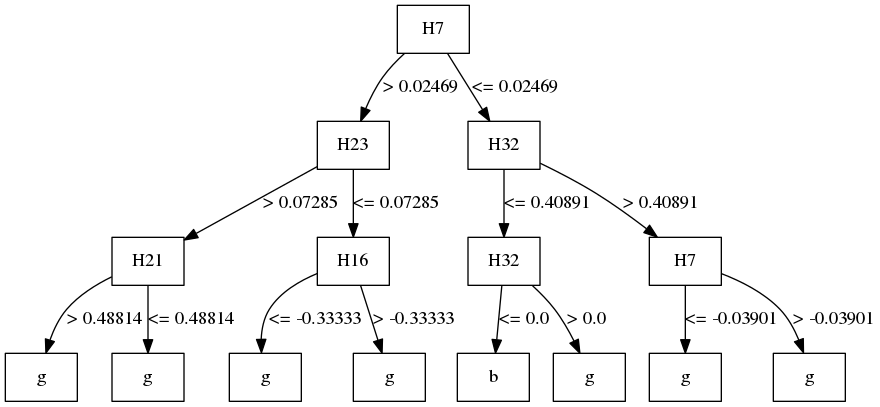 H7
> 0.02469
<= 0.02469
H23
H32
> 0.07285
<= 0.07285
<= 0.40891
> 0.40891
H21
H16
H32
H7
> 0.48814
<= 0.48814
<= -0.33333
> -0.33333
<= 0.0
> 0.0
<= -0.03901
> -0.03901
g
g
g
g
b
g
g
g